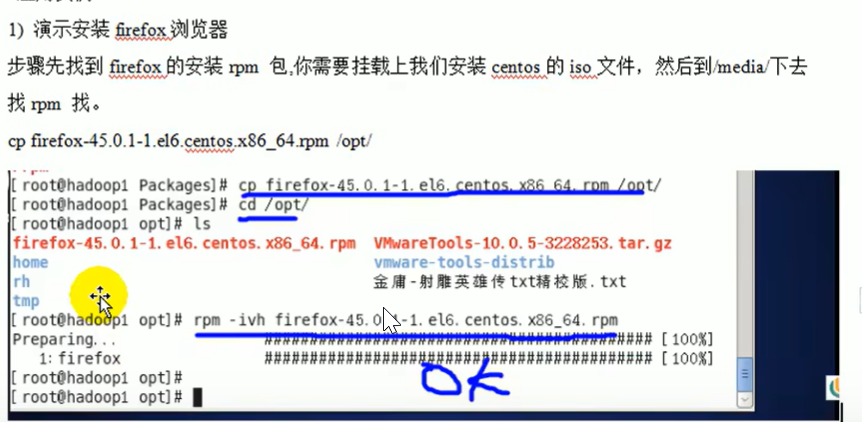 1) 演示安装 firefox 浏览器
步骤先找到 firefox 的安装 rpm 包,你需要挂载上我们安装 centos 的 iso 文件，然后到/media/下去
找 rpm 找。
cp firefox-45.0.1-1.el6.centos.x86_64.rpm /opt/
[root@hadoop1 Packages]# cp firefox-45.0.1-1.el6.centos.x86_64.rpm /opt/
[root@hadoop1 Packages]# cd /opt/
[root@hadoop1 opt]# ls
firefox-45.0.1-1.el6.centos.x86_64.rpm VMwareTools-10.0.5-3228253.tar.gz
home vmware-tools-distrib
rh 金庸-射雕英雄传txt精校版.txt
tmp
[root@hadoop1 opt]# rpm -ivh firefox-45.0.1-1.el6.centos.x86_64.rpm
Preparing... ########################################### [100%]
1:firefox ########################################### [100%]
[root@hadoop1 opt]#
[root@hadoop1 opt]#
OK